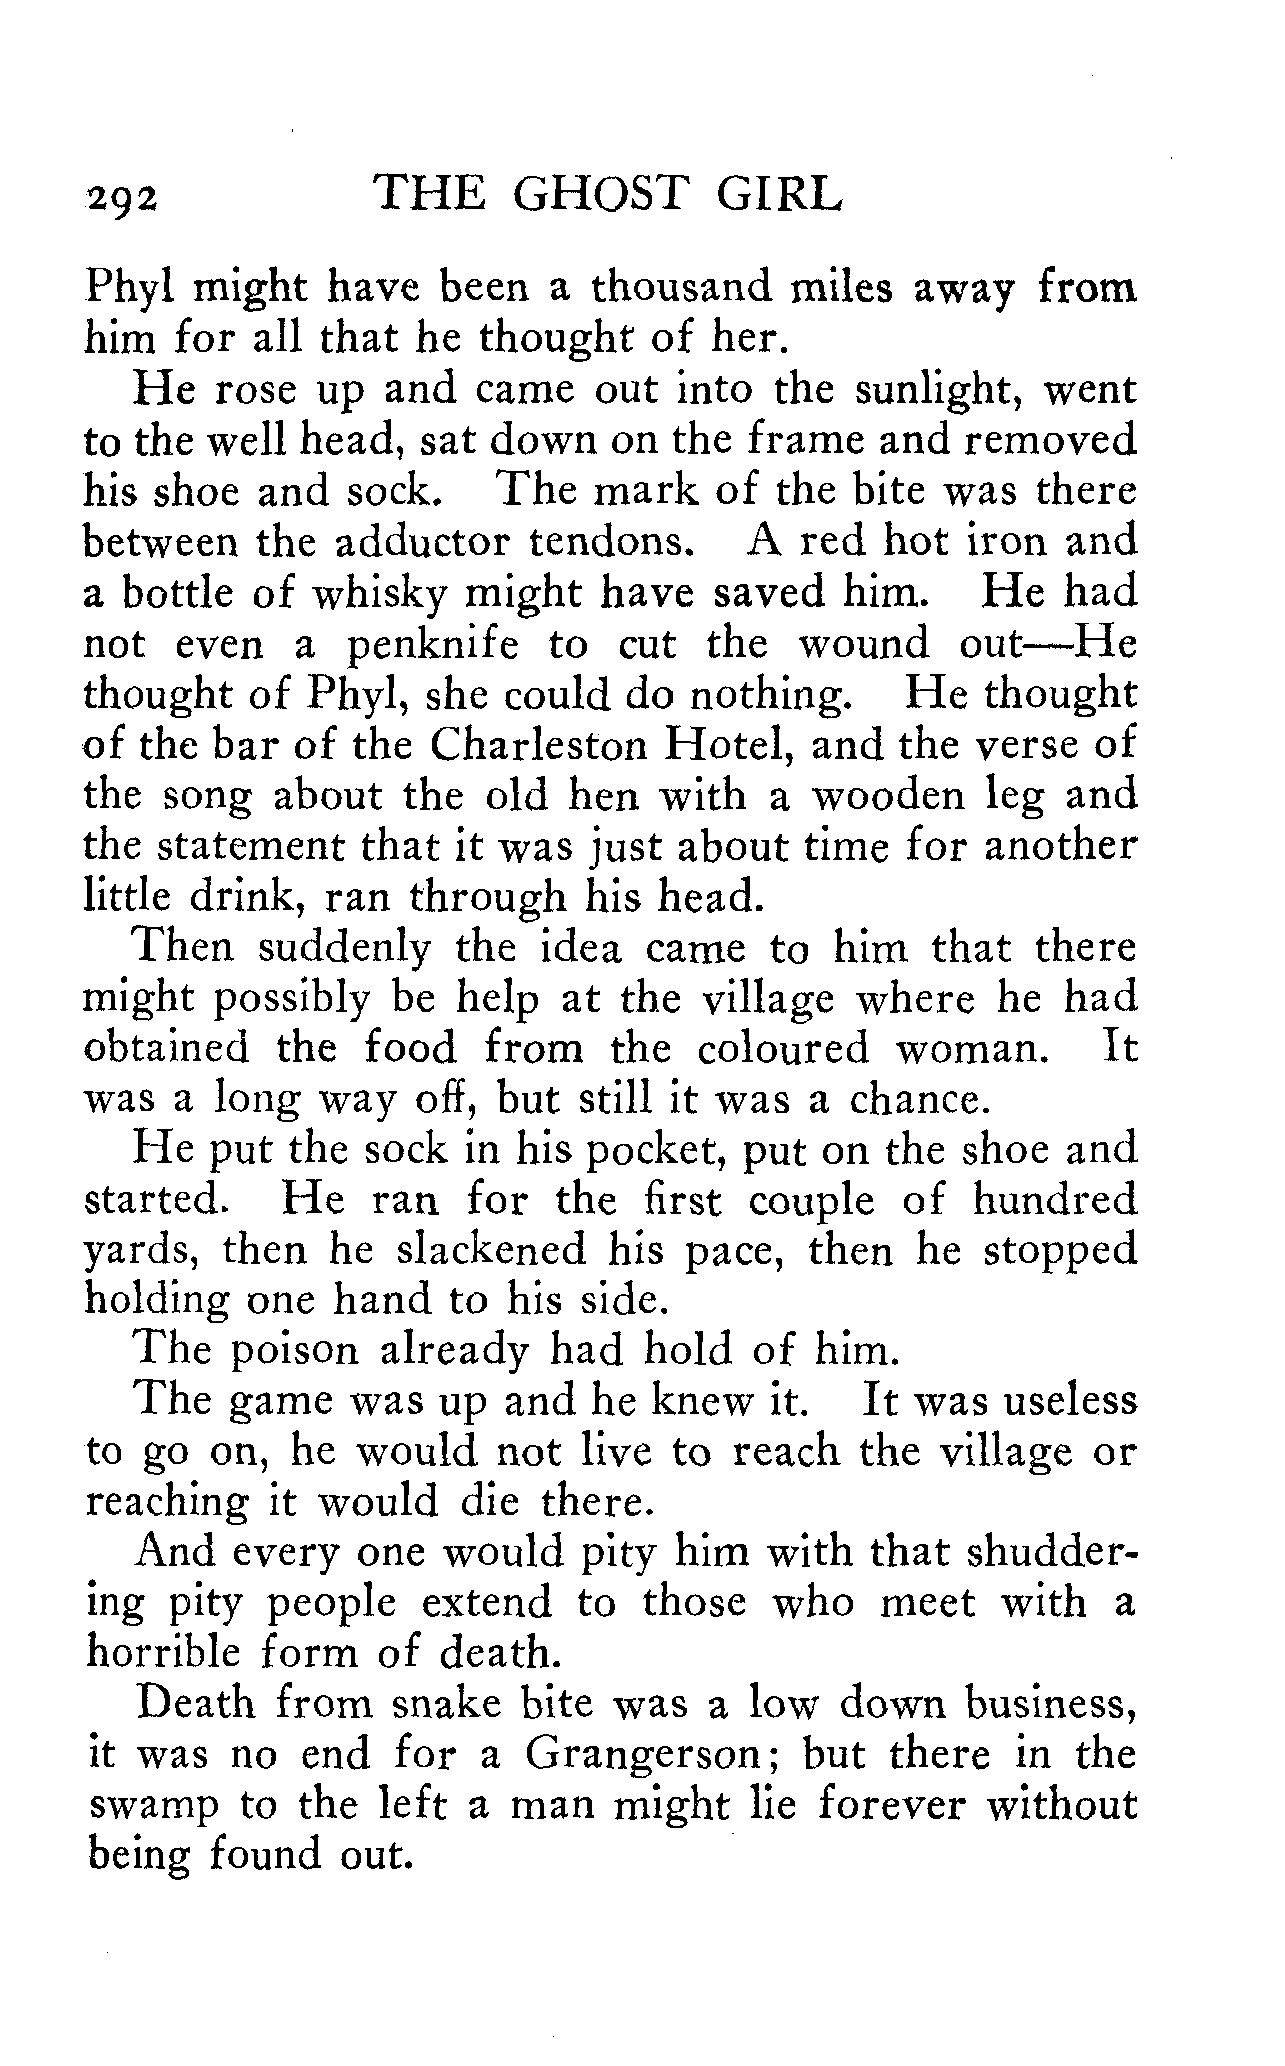 292 THE GHOST GIRL
Phyl might have been a thousand miles away from
him for all that he thought of her.
He rose up and came out into the sunlight, went
to the well head, sat down on the frame and removed
his shoe and sock. The mark of the bite was there
between the adductor tendons. A red hot iron and
a bottle of whisky might have saved him. He had
not even a penknife to cut the wound out—He
thought of Phyl, she could do nothing. He thought
of the bar of the Charleston Hotel, and the verse of
the song about the old hen with a wooden leg and
the statement that it was just about time for another
little drink, ran through his head.
Then suddenly the idea came to him that there
might possibly be help at the village where he had
obtained the food from the coloured woman. It
was a long way off, but still it was a chance.
He put the sock in his pocket, put on the shoe and
started. He ran for the first couple of hundred
yards, then he slackened his pace, then he stopped
holding one hand to his side.
The poison already had hold of him.
The game was up and he knew it. It was useless
to go on, he would not live to reach the village or
reaching it would die there.
And every one would pity him with that shudder-
ing pity people extend to those who meet with a
horrible form of death.
Death from snake bite was a low down business,
it was no end for a Grangerson; but there in the
swamp to the left a man might lie forever without
being found out.